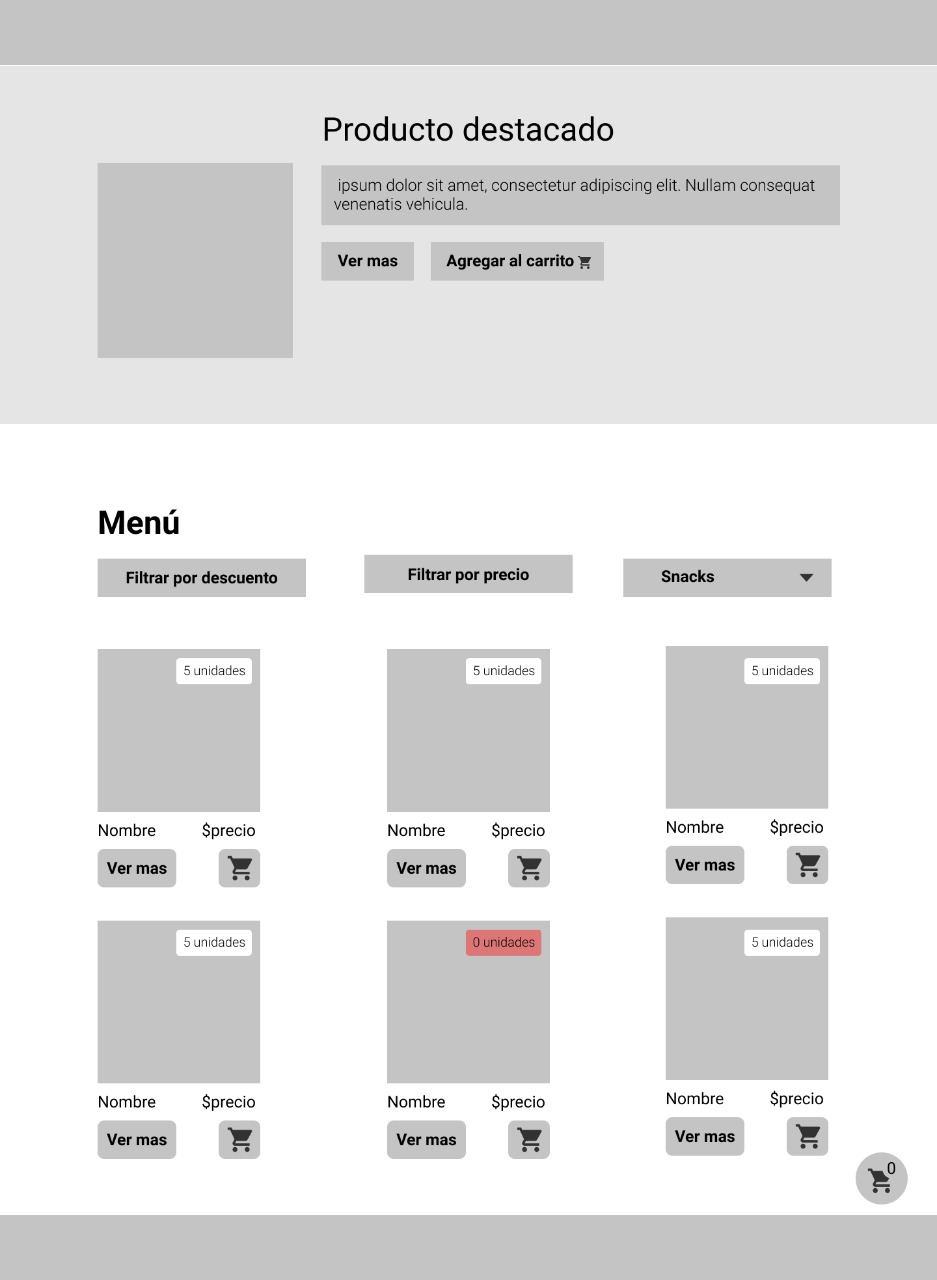 Producto destacado
ipsum dolor sit amet, consectetur adipiscing elit. Nullam consequat
venenatis vehicula.
Ver mas
Agregar al carrito
Menú
Filtrar por descuento
Filtrar por precio
Snacks
5 unidades
5 unidades
5 unidades
Nombre $precio
Nombre $precio
Nombre $precio
Ver mas
Ver mas
Ver mas
5 unidades
0 unidades
5 unidades
Nombre $precio
Nombre $precio
Nombre $precio
Ver mas
Ver mas
Ver mas
0